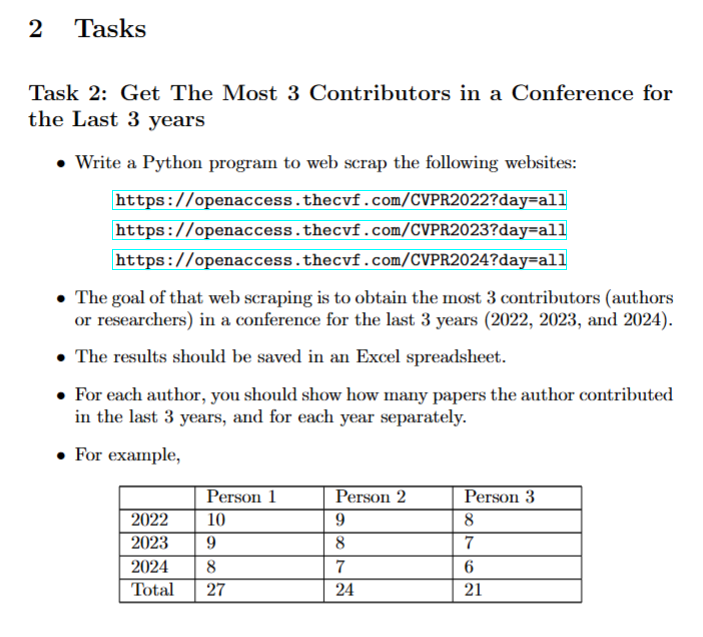 2 Tasks
Task 2: Get The Most 3 Contributors in a Conference for
the Last 3 years
• Write a Python program to web scrap the following websites:
https://openaccess.thecvf.com/CVPR2022?day=all
https://openaccess.thecvf.com/CVPR2023?day=all
https://openaccess.thecvf.com/CVPR2024?day=all
• The goal of that web scraping is to obtain the most 3 contributors (authors
or researchers) in a conference for the last 3 years (2022, 2023, and 2024).
• The results should be saved in an Excel spreadsheet.
• For each author, you should show how many papers the author contributed
in the last 3 years, and for each year separately.
• For example,
Person 1 Person 2 Person 3
2022 10 9 8
2023 9 8 7
2024 8 7 6
Total 27 24 21